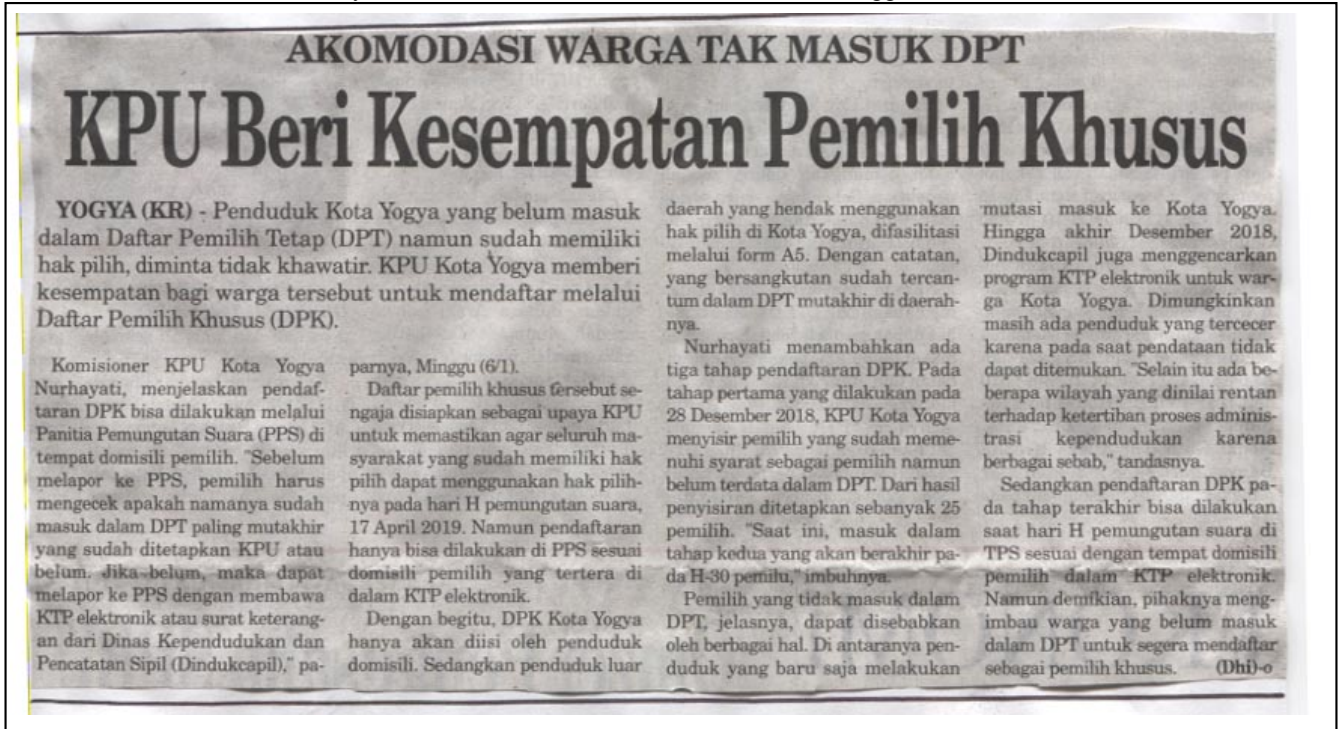 AKOMODASI WARGA TAK MASUK DPT
KPU Beri Kesempatan Pemilih Khusus
YOGYA (KR) - Penduduk Kota Yogya yang belum masuk
dalam Daftar Pemilih Tetap (DPT) namun sudah memiliki
hak pilih, diminta tidak khawatir. KPU Kota Yogya memberi
kesempatan bagi warga tersebut untuk mendaftar melalui
Daftar Pemilih Khusus (DPK).
Komisioner KPU Kota Yogya
Nurhayati, menjelaskan pendaf-
taran DPK bisa dilakukan melalui
Panitia Pemungutan Suara (PPS) di
tempat domisili pemilih. "Sebelum
melapor ke PPS, pemilih harus
mengecek apakah namanya sudah
masuk dalam DPT paling mutakhir
yang sudah ditetapkan KPU atau
belum. Jika belum, maka dapat
melapor ke PPS dengan membawa
KTP elektronik atau surat keterang-
an dari Dinas Kependudukan dan
Pencatatan Sipil (Dindukcapil)," pa-
parnya, Minggu (6/1).
Daftar pemilih khusus tersebut se-
ngaja disiapkan sebagai upaya KPU
untuk memastikan agar seluruh ma-
syarakat yang sudah memiliki hak
pilih dapat menggunakan hak pilih-
nya pada hari H pemungutan suara,
17 April 2019. Namun pendaftaran
hanya bisa dilakukan di PPS sesuai
domisili pemilih yang tertera di
dalam KTP elektronik.
Dengan begitu, DPK Kota Yogya
hanya akan diisi oleh penduduk
domisili. Sedangkan penduduk luar
daerah yang hendak menggunakan
hak pilih di Kota Yogya, difasilitasi
melalui form A5. Dengan catatan,
yang bersangkutan sudah tercan-
tum dalam DPT mutakhir di daerah-
nya.
Nurhayati menambahkan ada
tiga tahap pendaftaran DPK. Pada
tahap pertama yang dilakukan pada
28 Desember 2018, KPU Kota Yogya
menyisir pemilih yang sudah meme-
nuhi syarat sebagai pemilih namun
belum terdata dalam DPT. Dari hasil
penyisiran ditetapkan sebanyak 25
pemilih. "Saat ini, masuk dalam
tahap kedua yang akan berakhir pa-
da H-30 pemilu," imbuhnya.
Pemilih yang tidak masuk dalam
DPT, jelasnya, dapat disebabkan
oleh berbagai hal. Di antaranya pen-
duduk yang baru saja melakukan
mutasi masuk ke Kota Yogya.
Hingga akhir Desember 2018,
Dindukcapil juga menggencarkan
program KTP elektronik untuk war-
ga Kota Yogya. Dimungkinkan
masih ada penduduk yang tercecer
karena pada saat pendataan tidak
dapat ditemukan. "Selain itu ada be-
berapa wilayah yang dinilai rentan
terhadap ketertiban proses adminis-
trasi kependudukan karena
berbagai sebab," tandasnya.
Sedangkan pendaftaran DPK pa-
da tahap terakhir bisa dilakukan
saat hari H pemungutan suara di
TPS sesuai dengan tempat domisili
pemilih dalam KTP elektronik.
Namun demikian, pihaknya meng-
imbau warga yang belum masuk
dalam DPT untuk segera mendaftar
sebagai pemilih khusus. (Dhi)-o